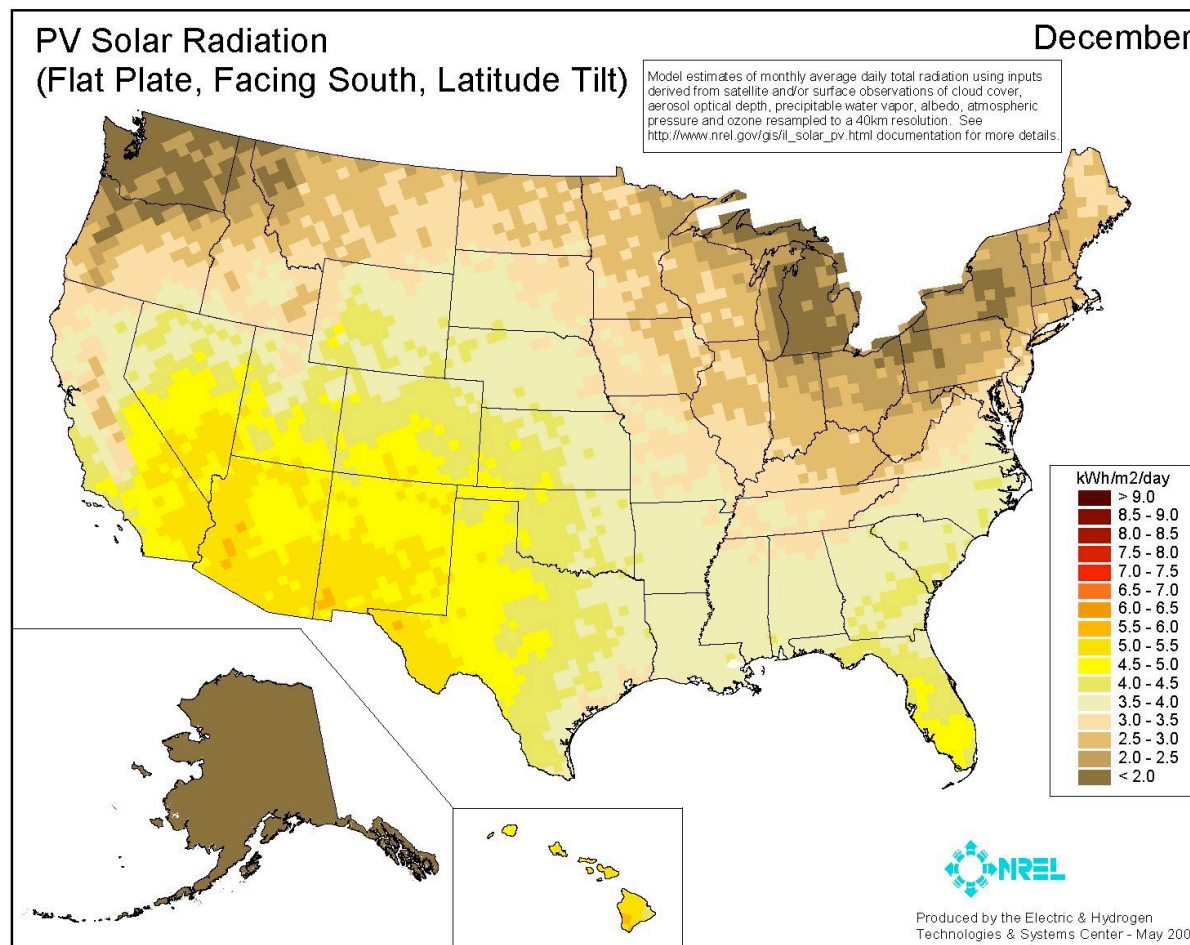 PV Solar Radiation
(Flat Plate, Facing South, Latitude Tilt)
December
Model estimates of monthly average daily total radiation using inputs
derived from satellite and/or surface observations of cloud cover,
aerosol optical depth, precipitable water vapor, albedo, atmospheric
pressure and ozone resampled to a 40km resolution. See
http://www.nrel.gov/gis/il_solar_pv.html documentation for more details.
kWh/m2/day
> 9.0
8.5 - 9.0
8.0 - 8.5
7.5 - 8.0
7.0 - 7.5
6.5 - 7.0
6.0 - 6.5
5.5 - 6.0
5.0 - 5.5
4.5 - 5.0
4.0 - 4.5
3.5 - 4.0
3.0 - 3.5
2.5 - 3.0
2.0 - 2.5
< 2.0
NREL
Produced by the Electric & Hydrogen
Technologies & Systems Center - May 200